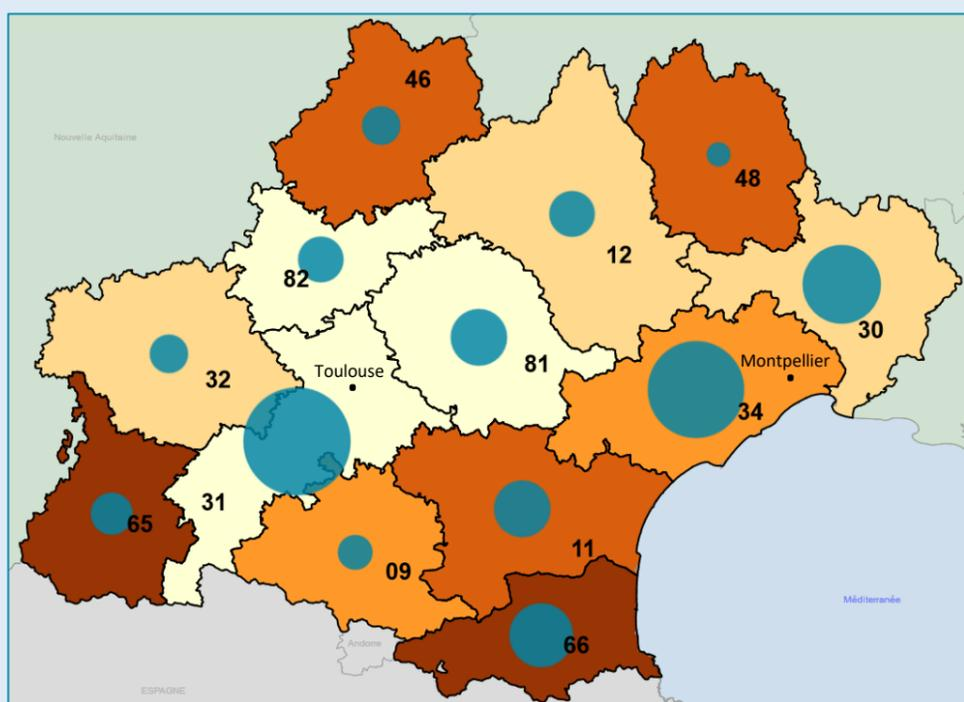 46
Nouvelle Aquitaine
48
12
82
30
Toulouse
Montpellier
81
32
34
31
65
11
09
Méditerranée
Andorre
66
ESPAGNE